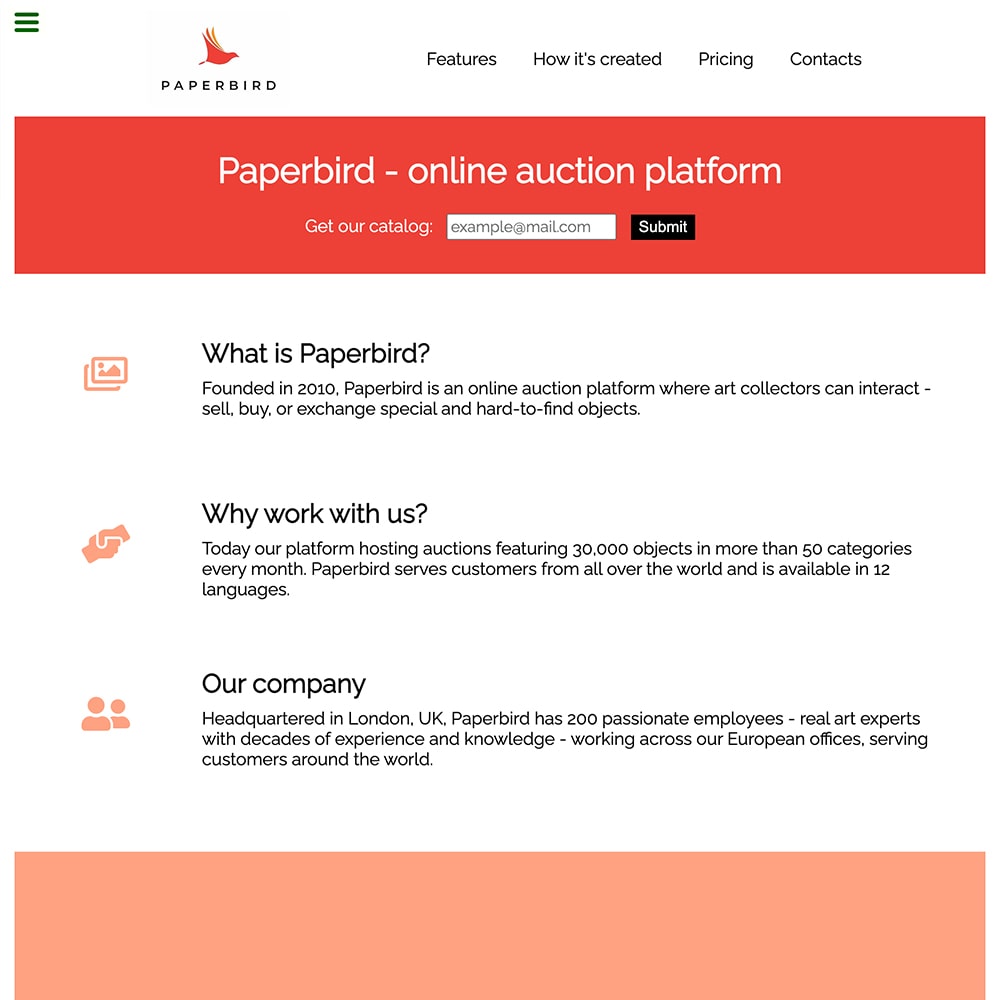 PAPERBIRD
Features How it's created Pricing Contacts
Paperbird - online auction platform
Get our catalog: example@mail.com Submit
What is Paperbird?
Founded in 2010, Paperbird is an online auction platform where art collectors can interact -
sell, buy, or exchange special and hard-to-find objects.
Why work with us?
Today our platform hosting auctions featuring 30,000 objects in more than 50 categories
every month. Paperbird serves customers from all over the world and is available in 12
languages.
Our company
Headquartered in London, UK, Paperbird has 200 passionate employees - real art experts
with decades of experience and knowledge - working across our European offices, serving
customers around the world.